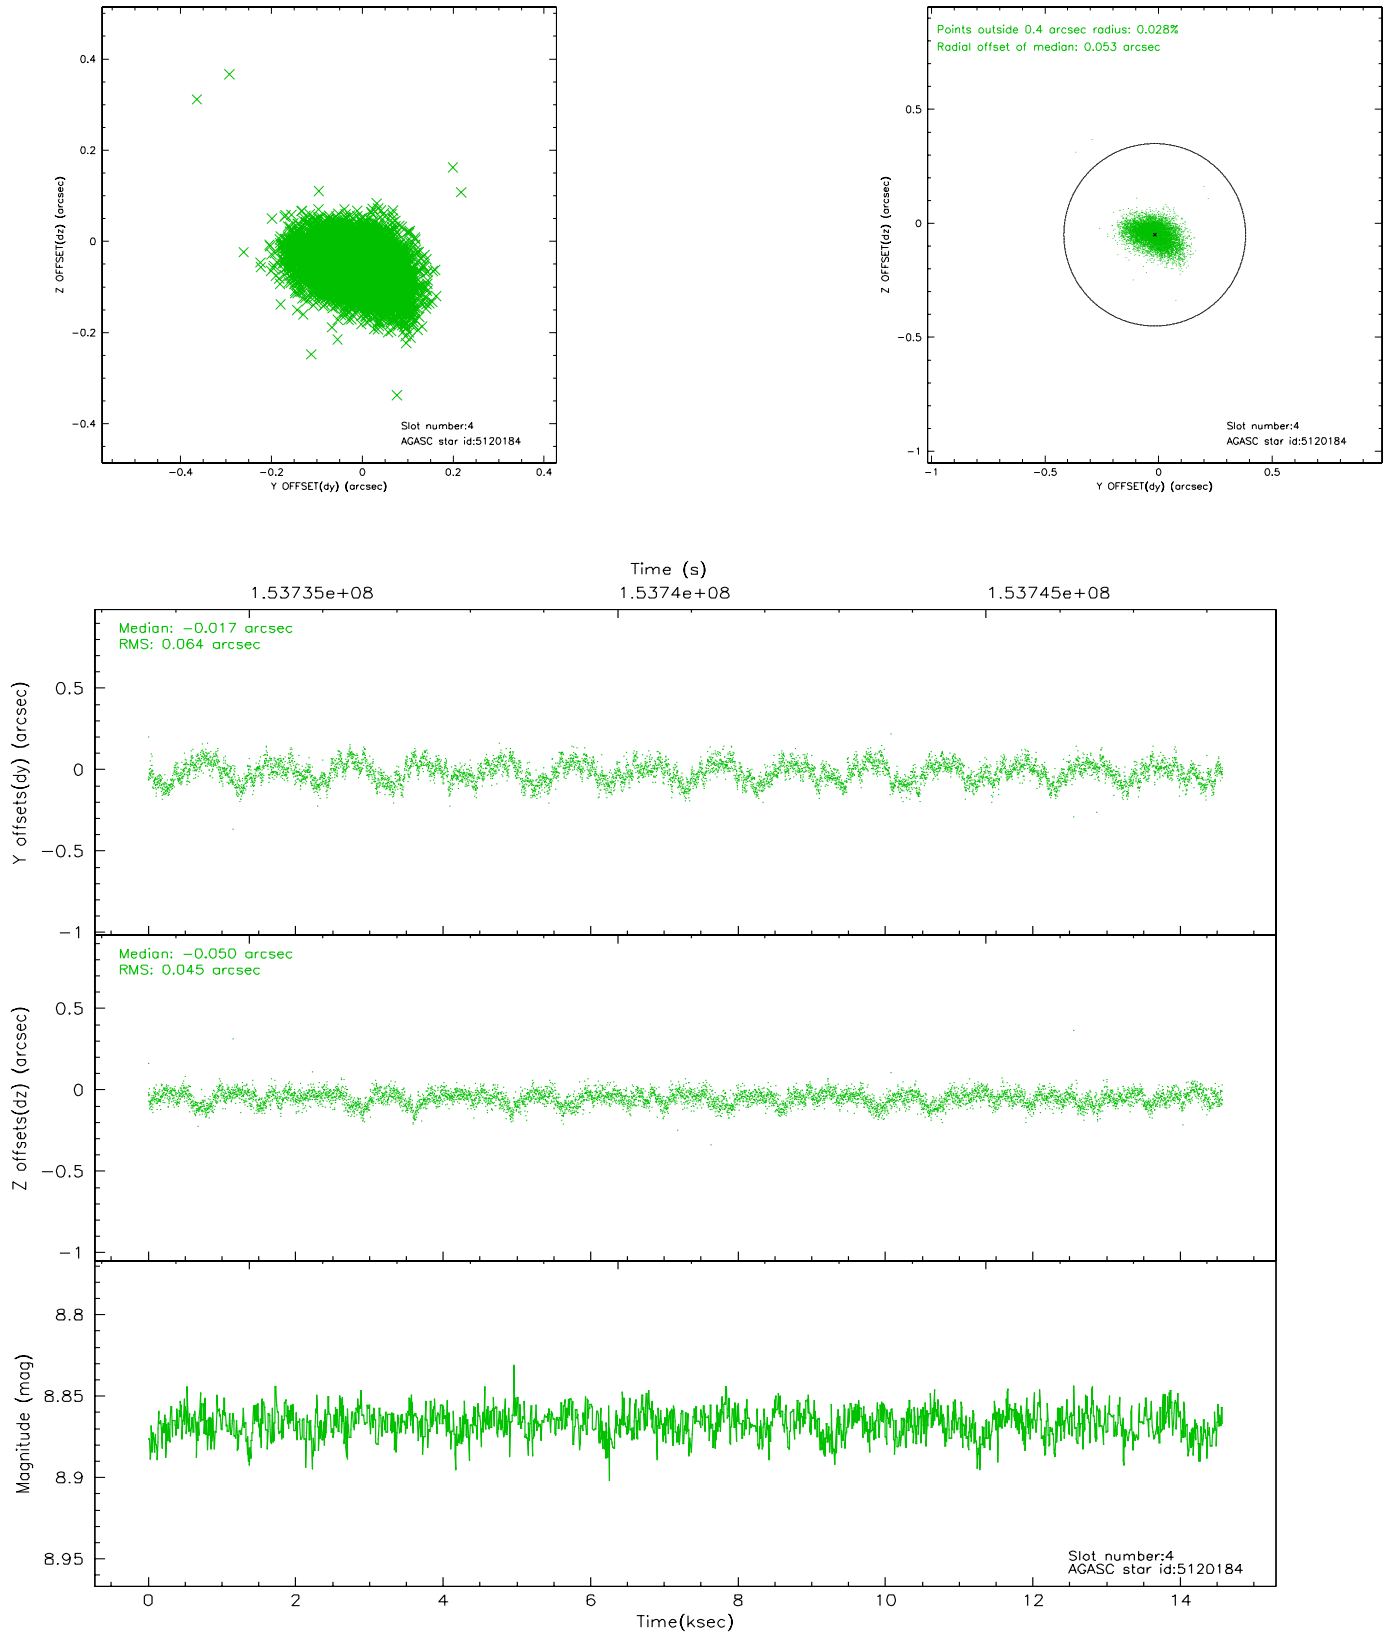 0.4
0.2
0
−0.2
−0.4
Z OFFSET(dz) (arcsec)
Slot number:4
AGASC star id:5120184
−0.4 −0.2 0 0.2 0.4
Y OFFSET(dy) (arcsec)
Points outside 0.4 arcsec radius: 0.028%
Radial offset of median: 0.053 arcsec
0.5
0
−0.5
−1
Z OFFSET(dz) (arcsec)
Slot number:4
AGASC star id:5120184
−1 −0.5 0 0.5
Y OFFSET(dy) (arcsec)
Time (s)
1.53735e+08 1.5374e+08 1.53745e+08
Median: −0.017 arcsec
RMS: 0.064 arcsec
0.5
0
−0.5
−1
Y offsets(dy) (arcsec)
Median: −0.050 arcsec
RMS: 0.045 arcsec
0.5
0
−0.5
−1
Z offsets(dz) (arcsec)
8.8
8.85
8.9
8.95
Magnitude (mag)
Slot number:4
AGASC star id:5120184
0 2 4 6 8 10 12 14
Time(ksec)